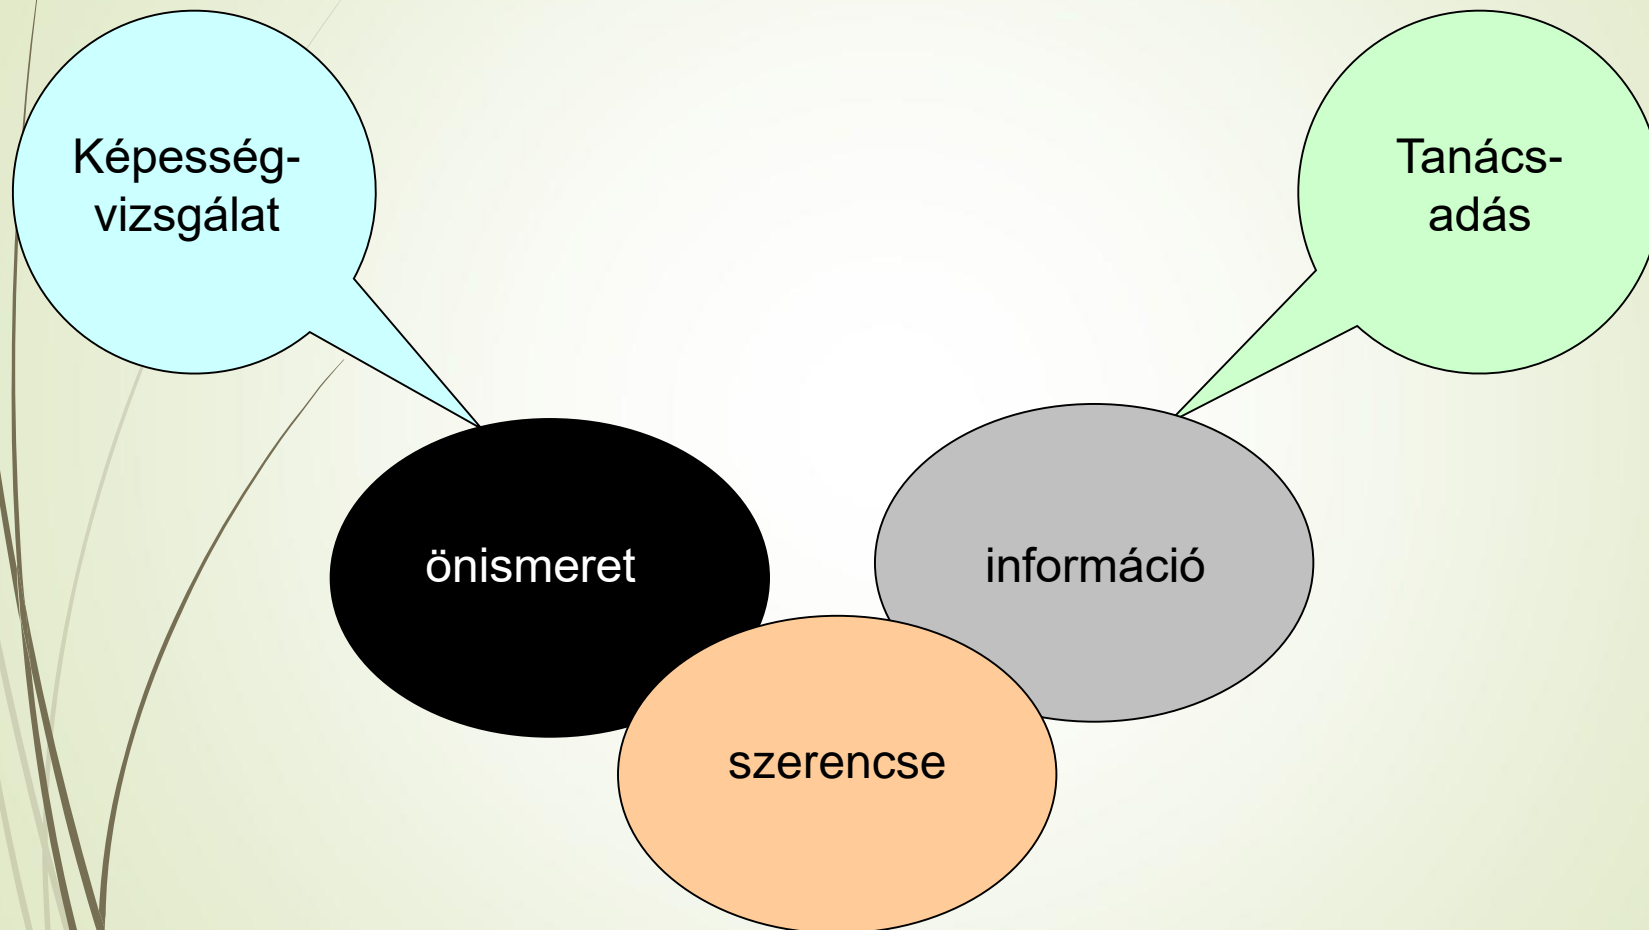 Képesség-
vizsgálat
Tanács-
adás
önismeret
információ
szerencse